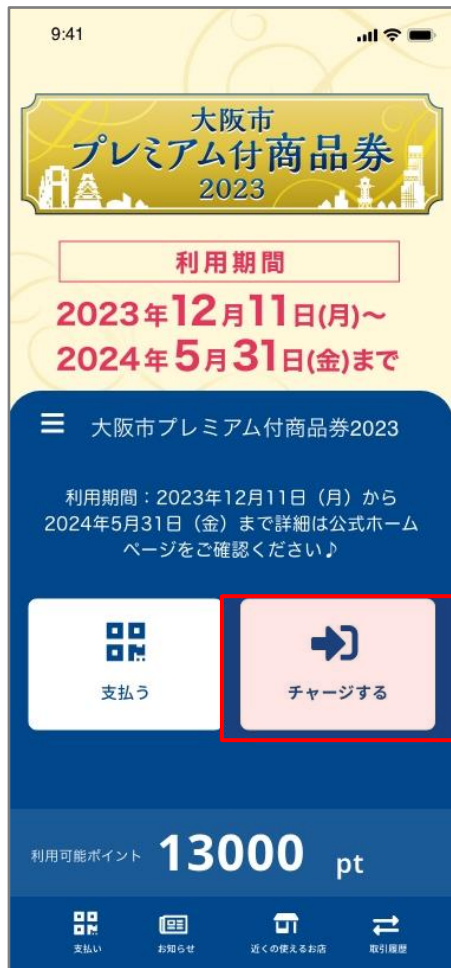 9:41
大阪市
プレミアム付商品券
2023
利用期間
2023年12月11日(月)～
2024年5月31日(金)まで
大阪市プレミアム付商品券2023
利用期間：2023年12月11日（月）から
2024年5月31日（金）まで詳細は公式ホーム
ページをご確認ください♪
支払う
チャージする
利用可能ポイント 13000 pt
支払い
お知らせ
近くの使えるお店
取引履歴